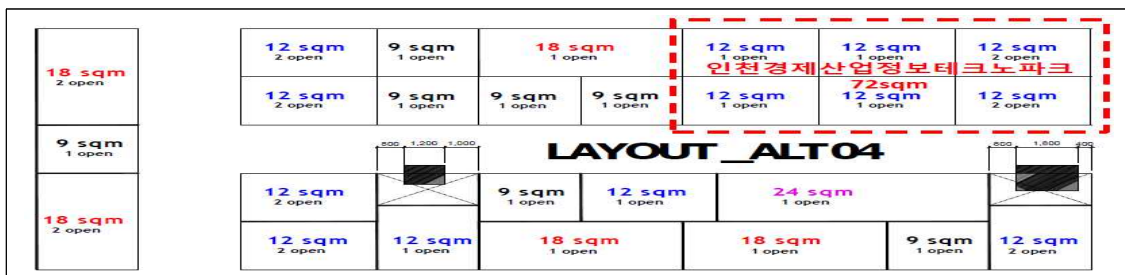 18 sqm
2 open
9 sqm
1 open
18 sqm
2 open
12 sqm
2 open
9 sqm
1 open
18 sqm
1 open
12 sqm
1 open
12 sqm
1 open
12 sqm
2 open
인천경제산업정보테크노파크
72sqm
12 sqm
2 open
9 sqm
1 open
9 sqm
1 open
9 sqm
1 open
12 sqm
1 open
12 sqm
1 open
12 sqm
2 open
800 1,200 1,000
LAYOUT_ALT04
800 1,800 400
12 sqm
2 open
9 sqm
1 open
12 sqm
1 open
24 sqm
1 open
12 sqm
2 open
12 sqm
1 open
18 sqm
1 open
18 sqm
1 open
9 sqm
1 open
12 sqm
2 open